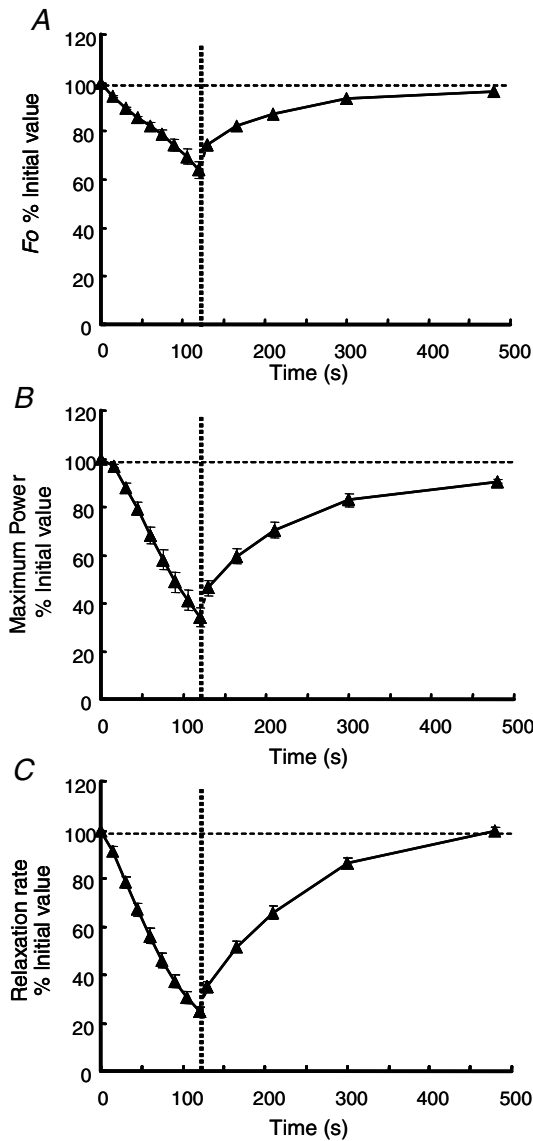 A
120
100
80
60
40
20
0
Fo % Initial value
0 100 200 300 400 500
Time (s)
B
120
100
80
60
40
20
0
Maximum Power
% Initial value
0 100 200 300 400 500
Time (s)
C
120
100
80
60
40
20
0
Relaxation rate
% Initial value
0 100 200 300 400 500
Time (s)